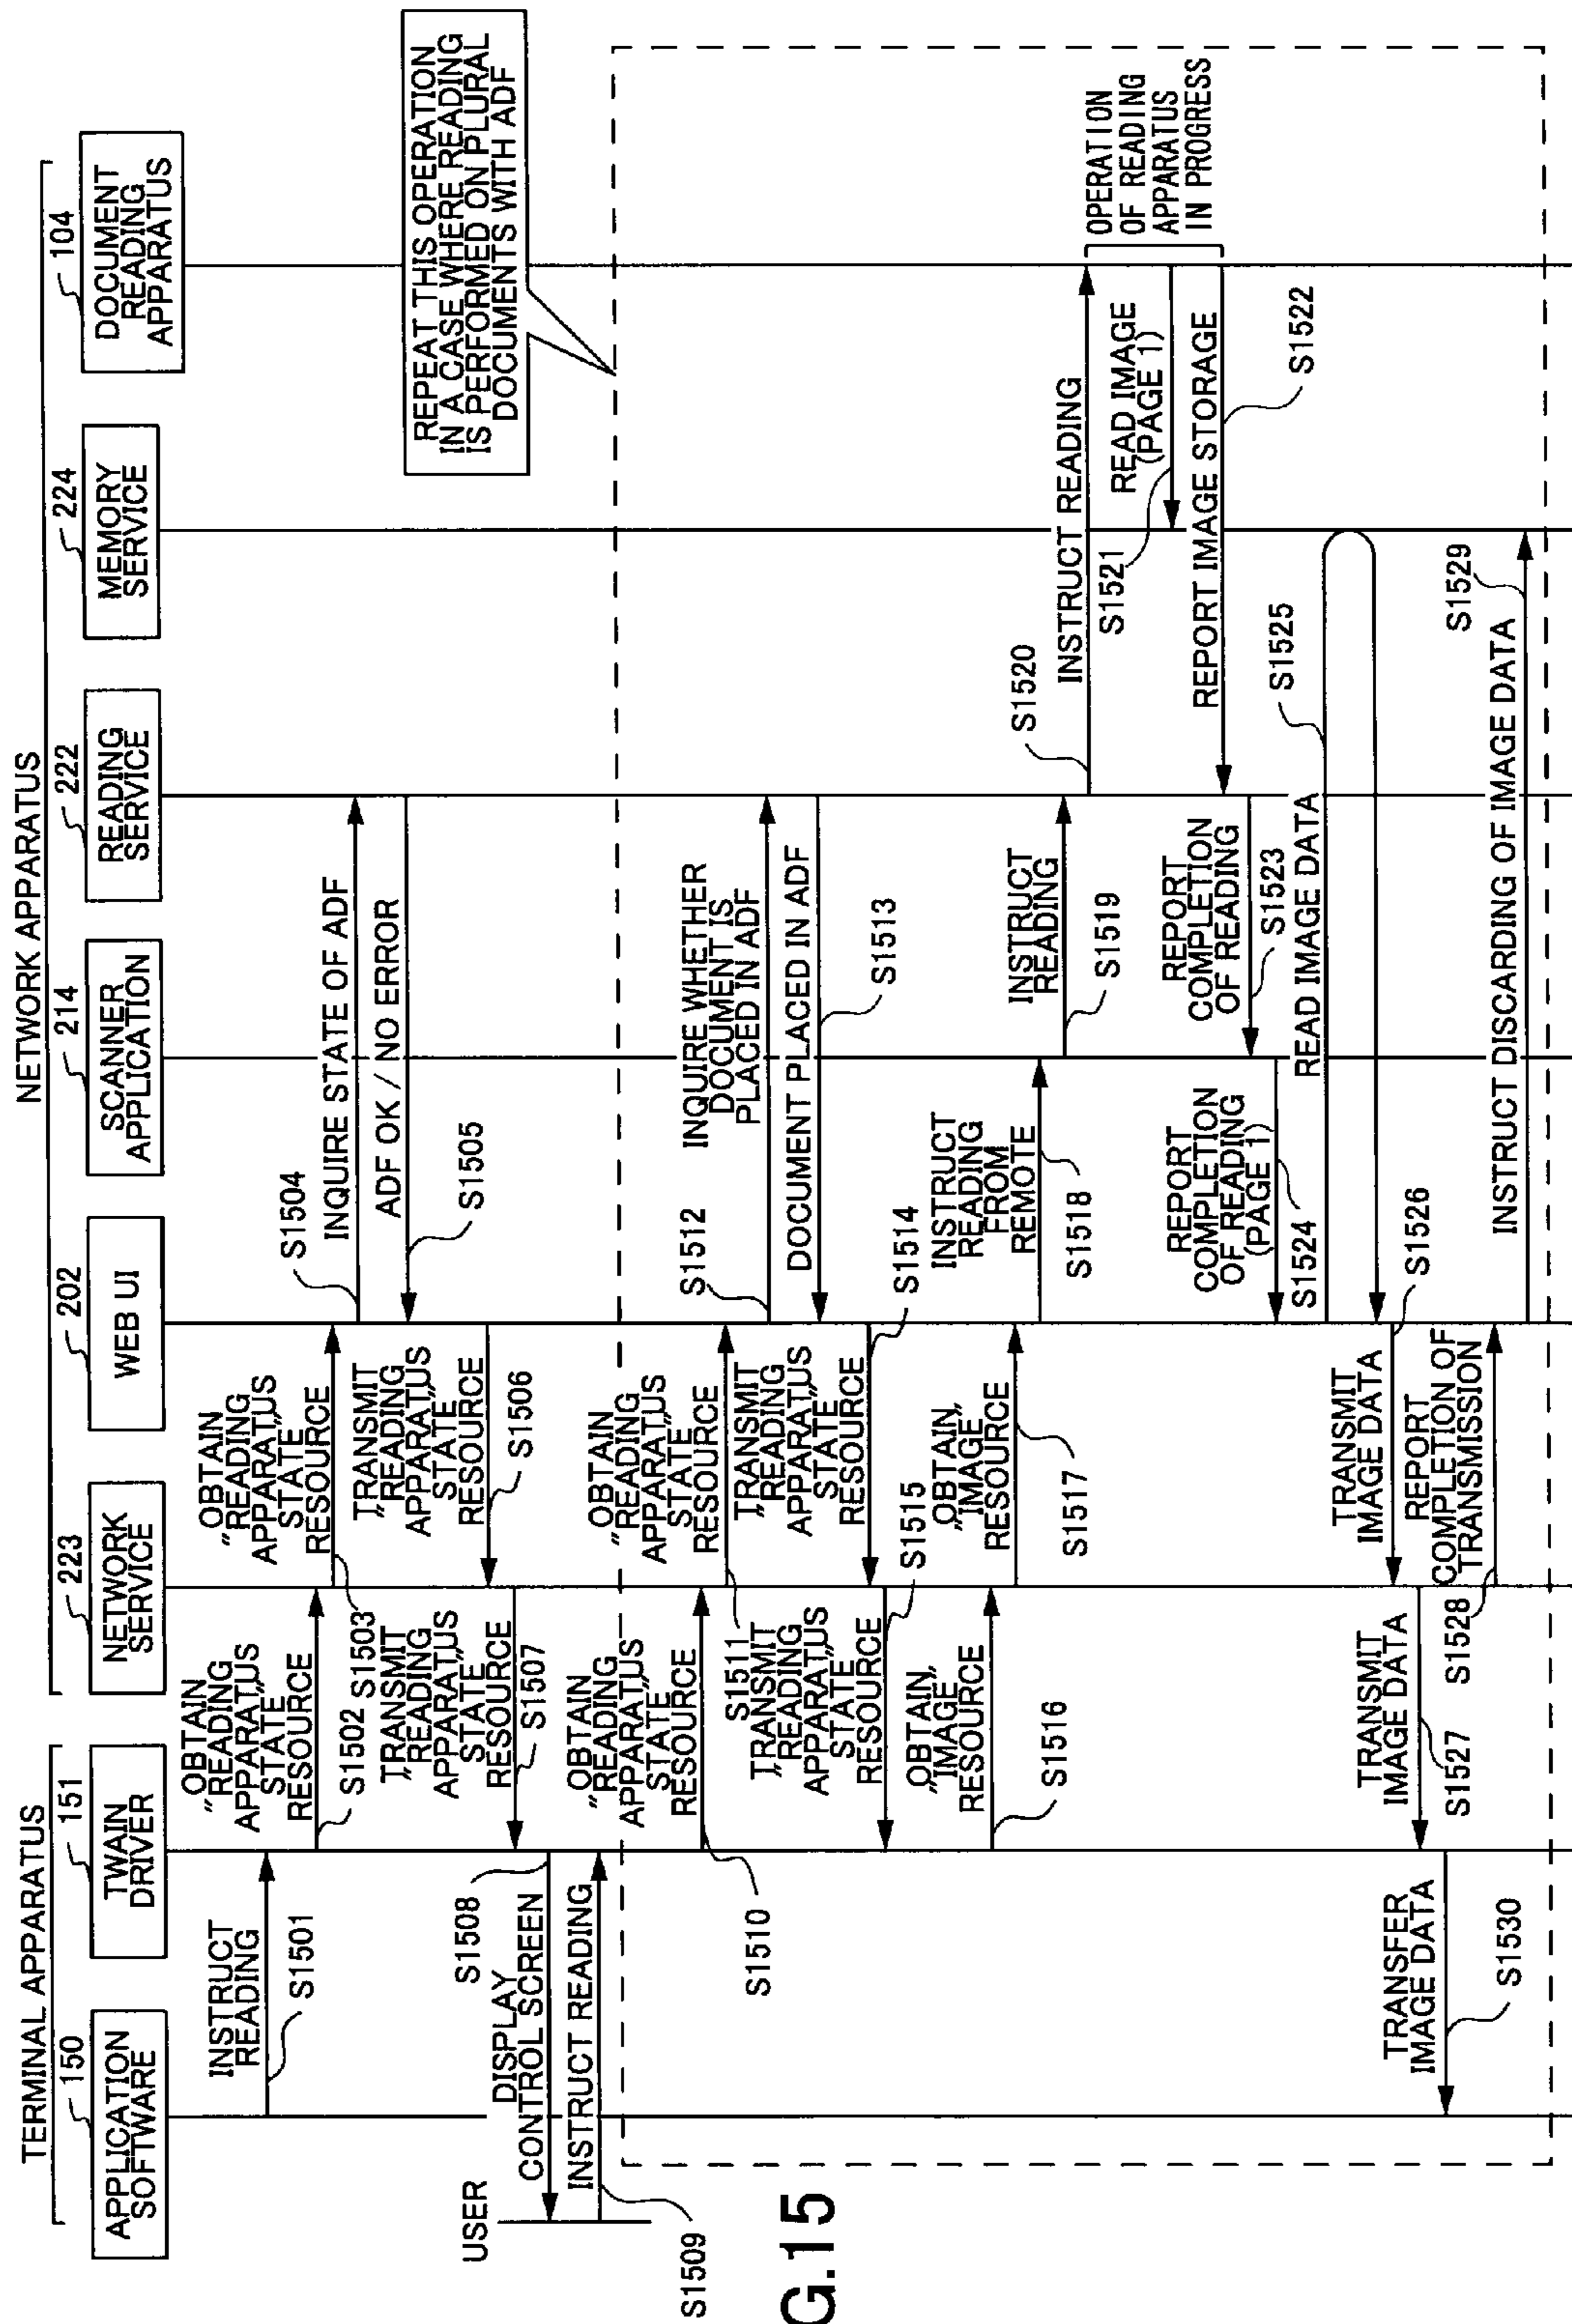 TERMINAL APPARATUS
NETWORK APPARATUS
150
APPLICATION
SOFTWARE
151
TWAIN
DRIVER
223
NETWORK
SERVICE
202
WEB UI
214
SCANNER
APPLICATION
222
READING
SERVICE
224
MEMORY
SERVICE
104
DOCUMENT
READING
APPARATUS
INSTRUCT
READING
S1501
OBTAIN
"READING
APPARATUS"
STATE
RESOURCE
S1502
OBTAIN
"READING
APPARATUS"
STATE
RESOURCE
S1503
S1504
INQUIRE STATE OF ADF
ADF OK / NO ERROR
S1505
TRANSMIT
"READING
APPARATUS"
STATE
RESOURCE
S1506
TRANSMIT
"READING
APPARATUS"
STATE
RESOURCE
S1507
USER
S1508
DISPLAY
CONTROL SCREEN
INSTRUCT READING
S1509
REPEAT THIS OPERATION
IN A CASE WHERE READING
IS PERFORMED ON PLURAL
DOCUMENTS WITH ADF
OBTAIN
"READING
APPARATUS"
STATE
RESOURCE
S1510
OBTAIN
"READING
APPARATUS"
STATE
RESOURCE
S1511
S1512
INQUIRE WHETHER
DOCUMENT IS
PLACED IN ADF
DOCUMENT PLACED IN ADF
S1513
TRANSMIT
"READING
APPARATUS"
STATE
RESOURCE
S1514
TRANSMIT
"READING
APPARATUS"
STATE
RESOURCE
S1515
OBTAIN
"IMAGE"
RESOURCE
S1516
OBTAIN
"IMAGE"
RESOURCE
S1517
INSTRUCT
READING
FROM
REMOTE
S1518
INSTRUCT
READING
S1519
S1520
INSTRUCT READING
S1521
READ IMAGE
(PAGE 1)
REPORT IMAGE STORAGE
S1522
OPERATION
OF READING
APPARATUS
IN PROGRESS
REPORT
COMPLETION
OF READING
S1523
REPORT
COMPLETION
OF READING
(PAGE 1)
S1524
READ IMAGE DATA
S1525
TRANSMIT
IMAGE DATA
S1526
TRANSMIT
IMAGE DATA
S1527
REPORT
COMPLETION OF
TRANSMISSION
S1528
INSTRUCT DISCARDING OF IMAGE DATA
S1529
TRANSFER
IMAGE DATA
S1530
G.15